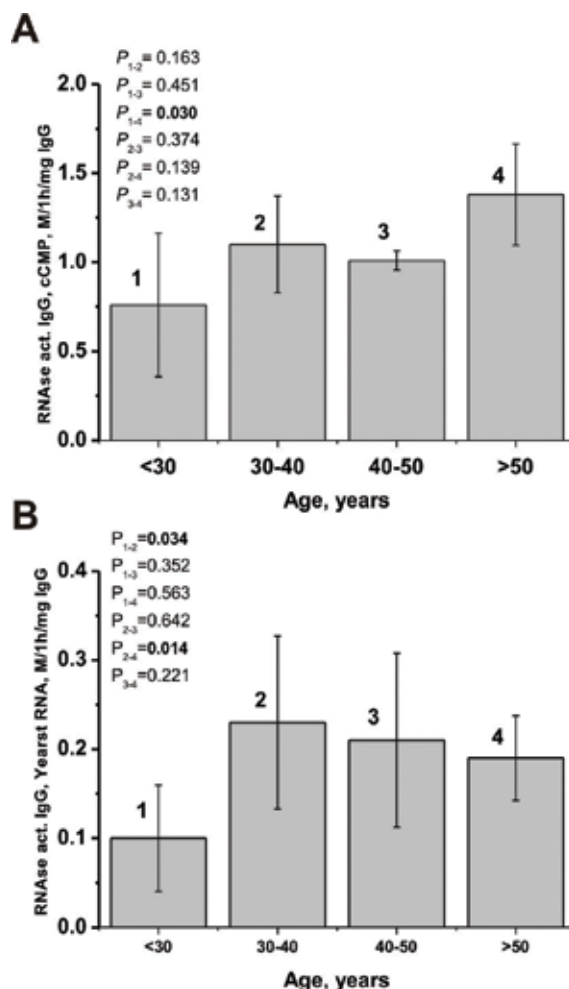 A
P1-2 = 0.163
P1-3 = 0.451
P1-4 = 0.030
P2-3 = 0.374
P2-4 = 0.139
P3-4 = 0.131
RNAse act. IgG, cCMP, M/1h/mg IgG
2.0
1.5
1.0
0.5
0.0
1
2
3
4
<30 30-40 40-50 >50
Age, years
B
P1-2=0.034
P1-3=0.352
P1-4=0.563
P2-3=0.642
P2-4=0.014
P3-4=0.221
RNAse act. IgG, Yearst RNA, M/1h/mg IgG
0.4
0.3
0.2
0.1
0.0
1
2
3
4
<30 30-40 40-50 >50
Age, years